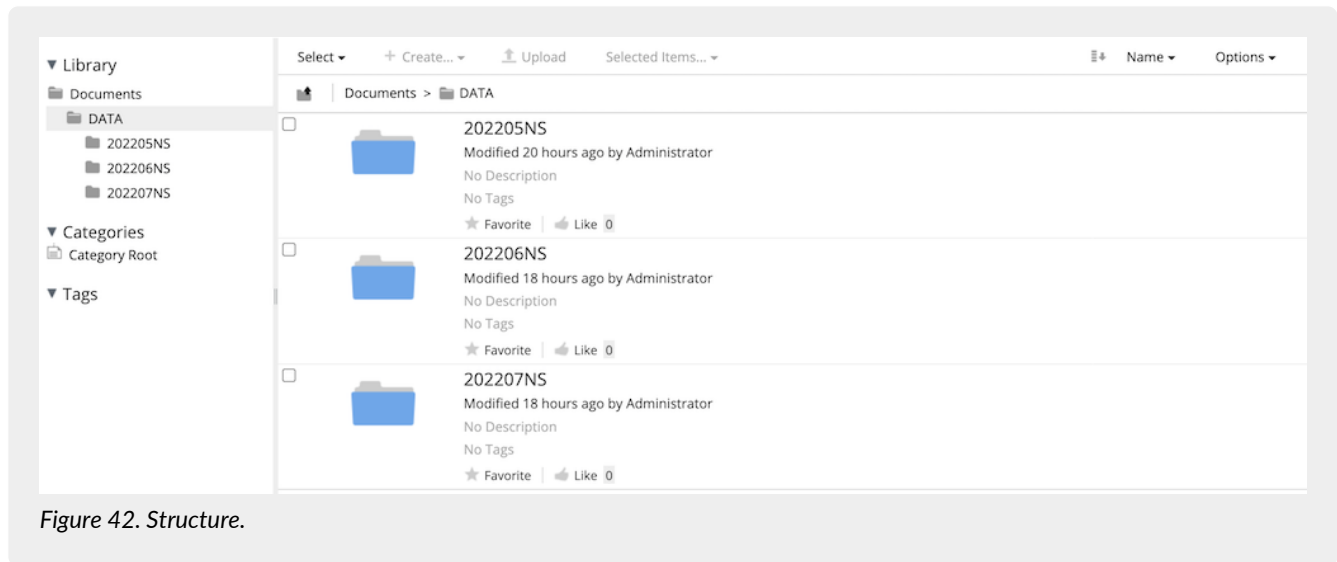 Library
Documents
DATA
202205NS
202206NS
202207NS
Categories
Category Root
Tags
Select Create... Upload Selected Items... Name Options
Documents > DATA
202205NS
Modified 20 hours ago by Administrator
No Description
No Tags
Favorite Like 0
202206NS
Modified 18 hours ago by Administrator
No Description
No Tags
Favorite Like 0
202207NS
Modified 18 hours ago by Administrator
No Description
No Tags
Favorite Like 0
Figure 42. Structure.